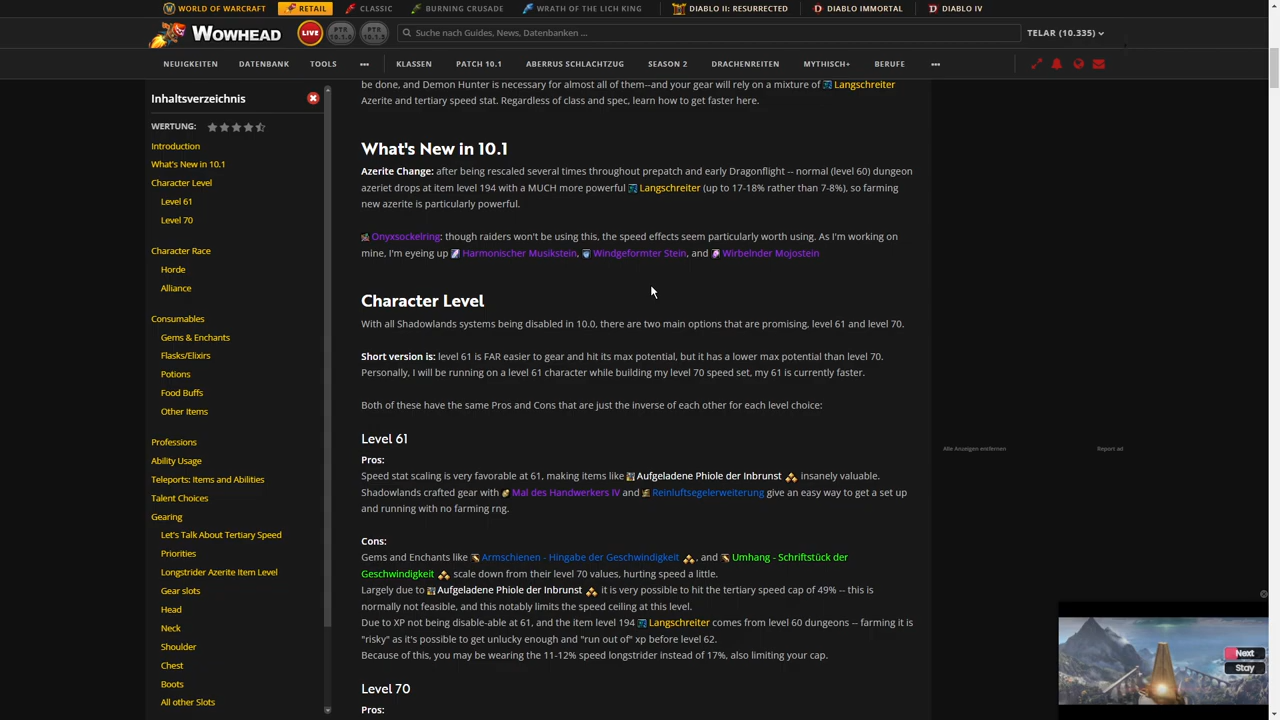 WORLD OF WARCRAFT RETAIL CLASSIC BURNING CRUSADE WRATH OF THE LICH KING DIABLO II: RESURRECTED DIABLO IMMORTAL DIABLO IV
WOWHEAD LIVE PTR 10.1.0 PTR 10.1.5 Suche nach Guides, News, Datenbanken ... TELAR (10.335)
NEUIGKEITEN DATENBANK TOOLS ••• KLASSEN PATCH 10.1 ABERRUS SCHLACHTZUG SEASON 2 DRACHENREITEN MYTHISCH+ BERUFE •••
Inhaltsverzeichnis
WERTUNG:
Introduction
What's New in 10.1
Character Level
Level 61
Level 70
Character Race
Horde
Alliance
Consumables
Gems & Enchants
Flasks/Elixirs
Potions
Food Buffs
Other Items
Professions
Ability Usage
Teleports: Items and Abilities
Talent Choices
Gearing
Let's Talk About Tertiary Speed
Priorities
Longstrider Azerite Item Level
Gear slots
Head
Neck
Shoulder
Chest
Boots
All other Slots
be done, and Demon Hunter is necessary for almost all of them--and your gear will rely on a mixture of Langschreiter
Azerite and tertiary speed stat. Regardless of class and spec, learn how to get faster here.
What's New in 10.1
Azerite Change: after being rescaled several times throughout prepatch and early Dragonflight -- normal (level 60) dungeon
azeriet drops at item level 194 with a MUCH more powerful Langschreiter (up to 17-18% rather than 7-8%), so farming
new azerite is particularly powerful.
Onyxsockelring: though raiders won't be using this, the speed effects seem particularly worth using. As I'm working on
mine, I'm eyeing up Harmonischer Musikstein, Windgeformter Stein, and Wirbelnder Mojostein
Character Level
With all Shadowlands systems being disabled in 10.0, there are two main options that are promising, level 61 and level 70.
Short version is: level 61 is FAR easier to gear and hit its max potential, but it has a lower max potential than level 70.
Personally, I will be running on a level 61 character while building my level 70 speed set, my 61 is currently faster.
Both of these have the same Pros and Cons that are just the inverse of each other for each level choice:
Level 61
Pros:
Speed stat scaling is very favorable at 61, making items like Aufgeladene Phiole der Inbrunst insanely valuable.
Shadowlands crafted gear with Mal des Handwerkers IV and Reinluftsegelerweiterung give an easy way to get a set up
and running with no farming rng.
Cons:
Gems and Enchants like Armschienen - Hingabe der Geschwindigkeit , and Umhang - Schriftstück der
Geschwindigkeit scale down from their level 70 values, hurting speed a little.
Largely due to Aufgeladene Phiole der Inbrunst it is very possible to hit the tertiary speed cap of 49% -- this is
normally not feasible, and this notably limits the speed ceiling at this level.
Due to XP not being disable-able at 61, and the item level 194 Langschreiter comes from level 60 dungeons -- farming it is
"risky" as it's possible to get unlucky enough and "run out of" xp before level 62.
Because of this, you may be wearing the 11-12% speed longstrider instead of 17%, also limiting your cap.
Level 70
Pros:
Alle Anzeigen entfernen Report ad
Next
Stay